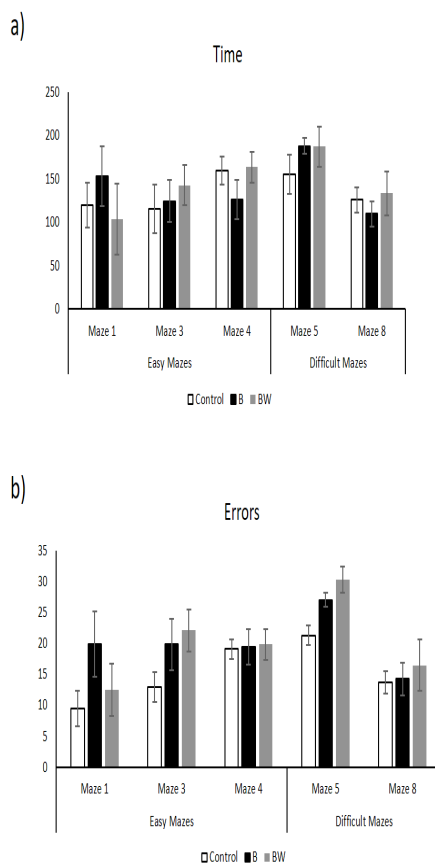 a)
Time
250
200
150
100
50
0
Maze 1 Maze 3 Maze 4 Maze 5 Maze 8
Easy Mazes Difficult Mazes
Control B BW
b)
Errors
35
30
25
20
15
10
5
0
Maze 1 Maze 3 Maze 4 Maze 5 Maze 8
Easy Mazes Difficult Mazes
Control B BW